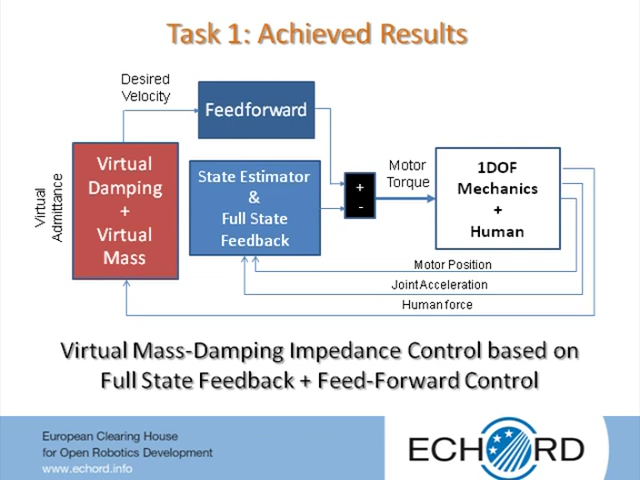 Task 1: Achieved Results
Desired
Velocity
Feedforward
Virtual
Admittance
Virtual
Damping
+
Virtual
Mass
State Estimator
&
Full State
Feedback
+
-
Motor
Torque
1DOF
Mechanics
+
Human
Motor Position
Joint Acceleration
Human force
Virtual Mass-Damping Impedance Control based on
Full State Feedback + Feed-Forward Control
European Clearing House
for Open Robotics Development
www.echord.info
ECHORD